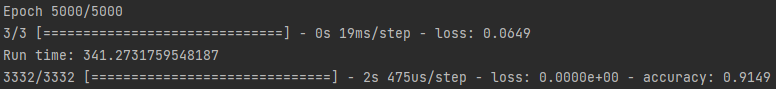 Epoch 5000/5000
3/3 [==============================] - 0s 19ms/step - loss: 0.0649
Run time: 341.2731759548187
3332/3332 [==============================] - 2s 475us/step - loss: 0.0000e+00 - accuracy: 0.9149